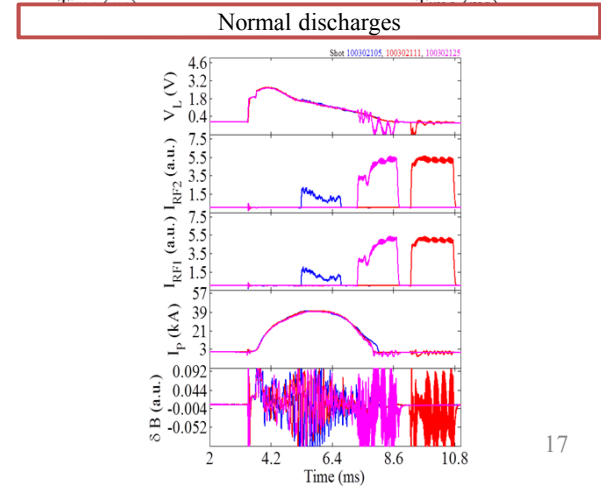 Normal discharges
Shot 100302105, 100302111, 100302125
V_L (V)
4.6
3.2
1.8
0.4
I_RF2 (a.u.)
7.5
5.5
3.5
1.5
I_RF1 (a.u.)
7.5
5.5
3.5
1.5
I_P (kA)
57
39
21
3
δ B (a.u.)
0.092
0.044
-0.004
-0.052
2 4.2 6.4 8.6 10.8
Time (ms)
17